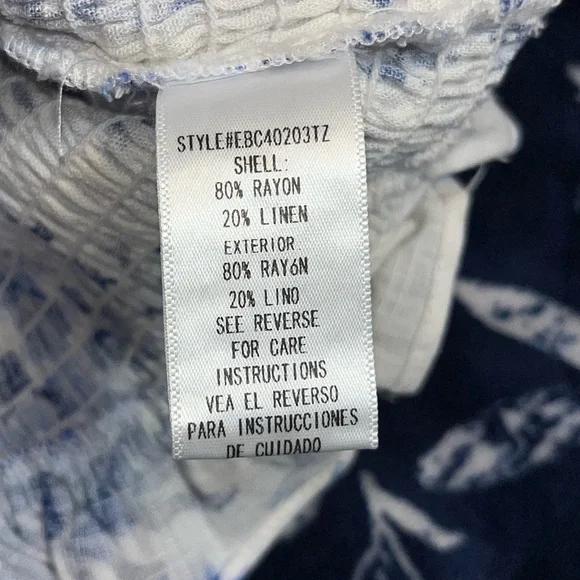 STYLE#EBC40203TZ
SHELL:
80% RAYON
20% LINEN
EXTERIOR
80% RAYóN
20% LINO
SEE REVERSE
FOR CARE
INSTRUCTIONS
VEA EL REVERSO
PARA INSTRUCCIONES
DE CUIDADO